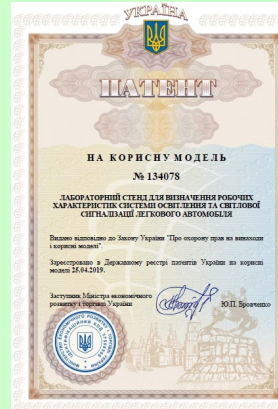 УКРАЇНА
ПАТЕНТ
НА КОРИСНУ МОДЕЛЬ
№ 134078
ЛАБОРАТОРНИЙ СТЕНД ДЛЯ ВИЗНАЧЕННЯ РОБОЧИХ
ХАРАКТЕРИСТИК СИСТЕМИ ОСВІТЛЕННЯ ТА СВІТЛОВОЇ
СИГНАЛІЗАЦІЇ ЛЕГКОВОГО АВТОМОБІЛЯ
Видано відповідно до Закону України "Про охорону прав на винаходи
і корисні моделі".
Зареєстровано в Державному реєстрі патентів України на корисні
моделі 25.04.2019.
Заступник Міністра економічного
розвитку і торгівлі України
Ю.П. Бровченко